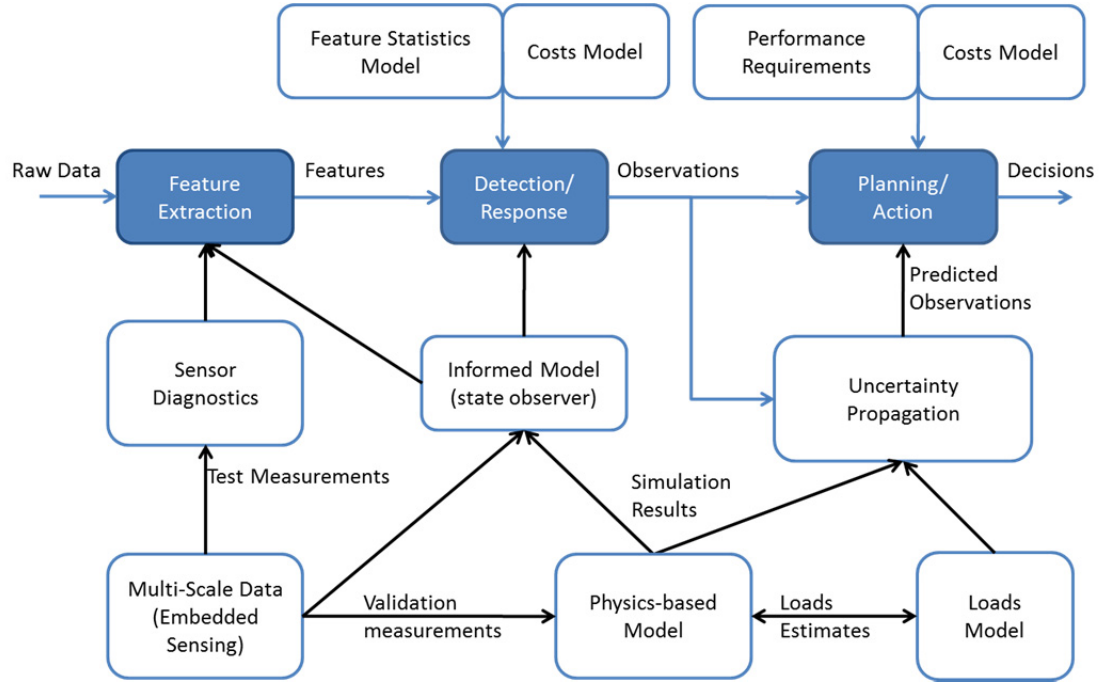 Feature Statistics
Model
Costs Model
Performance
Requirements
Costs Model
Raw Data
Feature
Extraction
Features
Detection/
Response
Observations
Planning/
Action
Decisions
Predicted
Observations
Sensor
Diagnostics
Informed Model
(state observer)
Uncertainty
Propagation
Test Measurements
Simulation
Results
Multi-Scale Data
(Embedded
Sensing)
Validation
measurements
Physics-based
Model
Loads
Estimates
Loads
Model